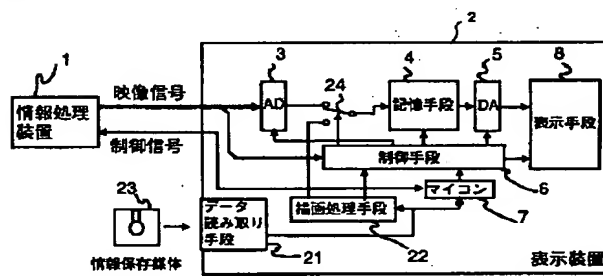 2
1
3
4
5
8
映像信号
24
AD
記憶手段
DA
表示手段
情報処理
装置
制御信号
制御手段
6
23
マイコン
7
データ
読み取り
手段
描画処理手段
22
21
情報保存媒体
表示装置